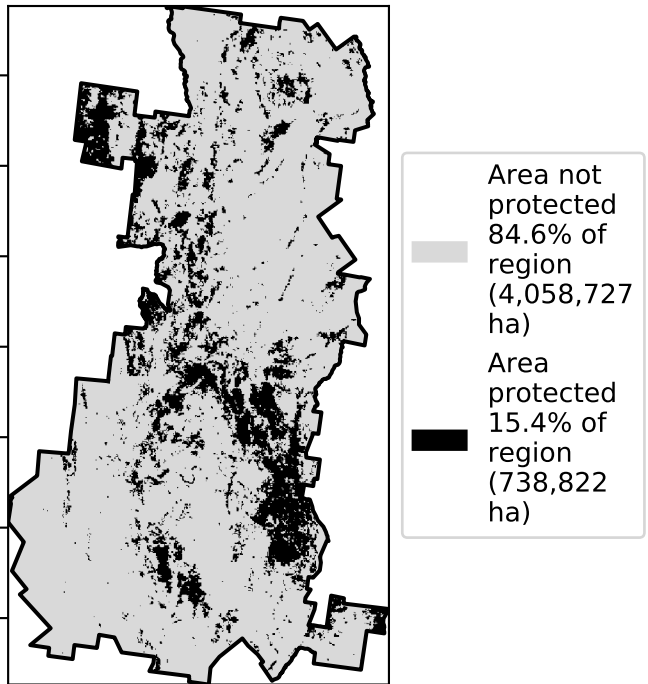 Area not
protected
84.6% of
region
(4,058,727
ha)
Area
protected
15.4% of
region
(738,822
ha)